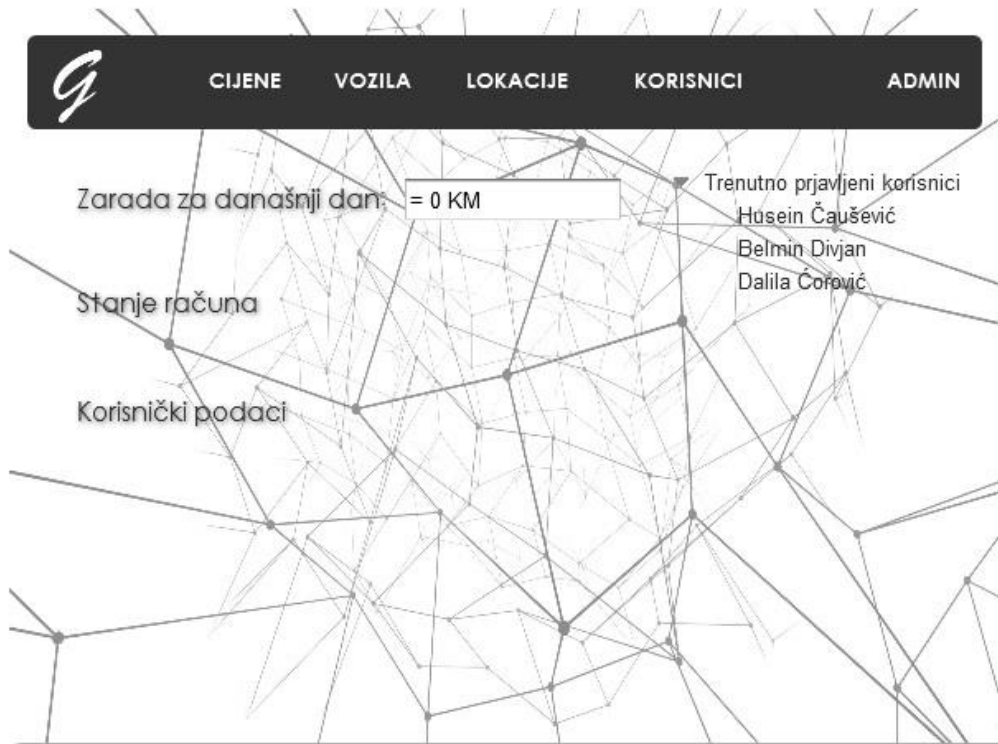 G
CIJENE VOZILA LOKACIJE KORISNICI ADMIN
Zarada za današnji dan:
= 0 KM
Trenutno prjavljeni korisnici
Husein Čaušević
Belmin Divjan
Dalila Ćorović
Stanje računa
Korisnički podaci